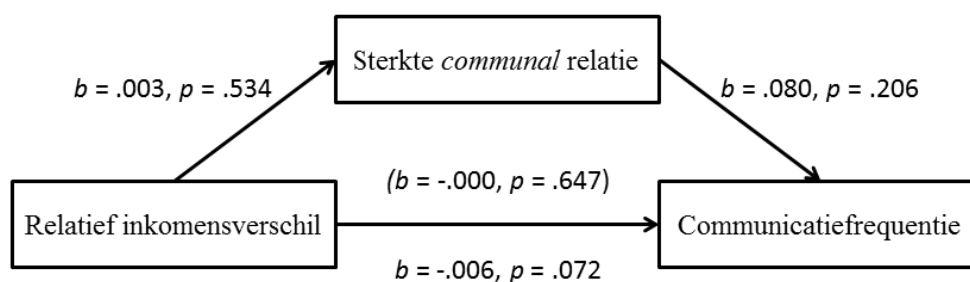 Sterkte communal relatie
b = .003, p = .534
b = .080, p = .206
(b = -.000, p = .647)
Relatief inkomensverschil
Communicatiefrequentie
b = -.006, p = .072